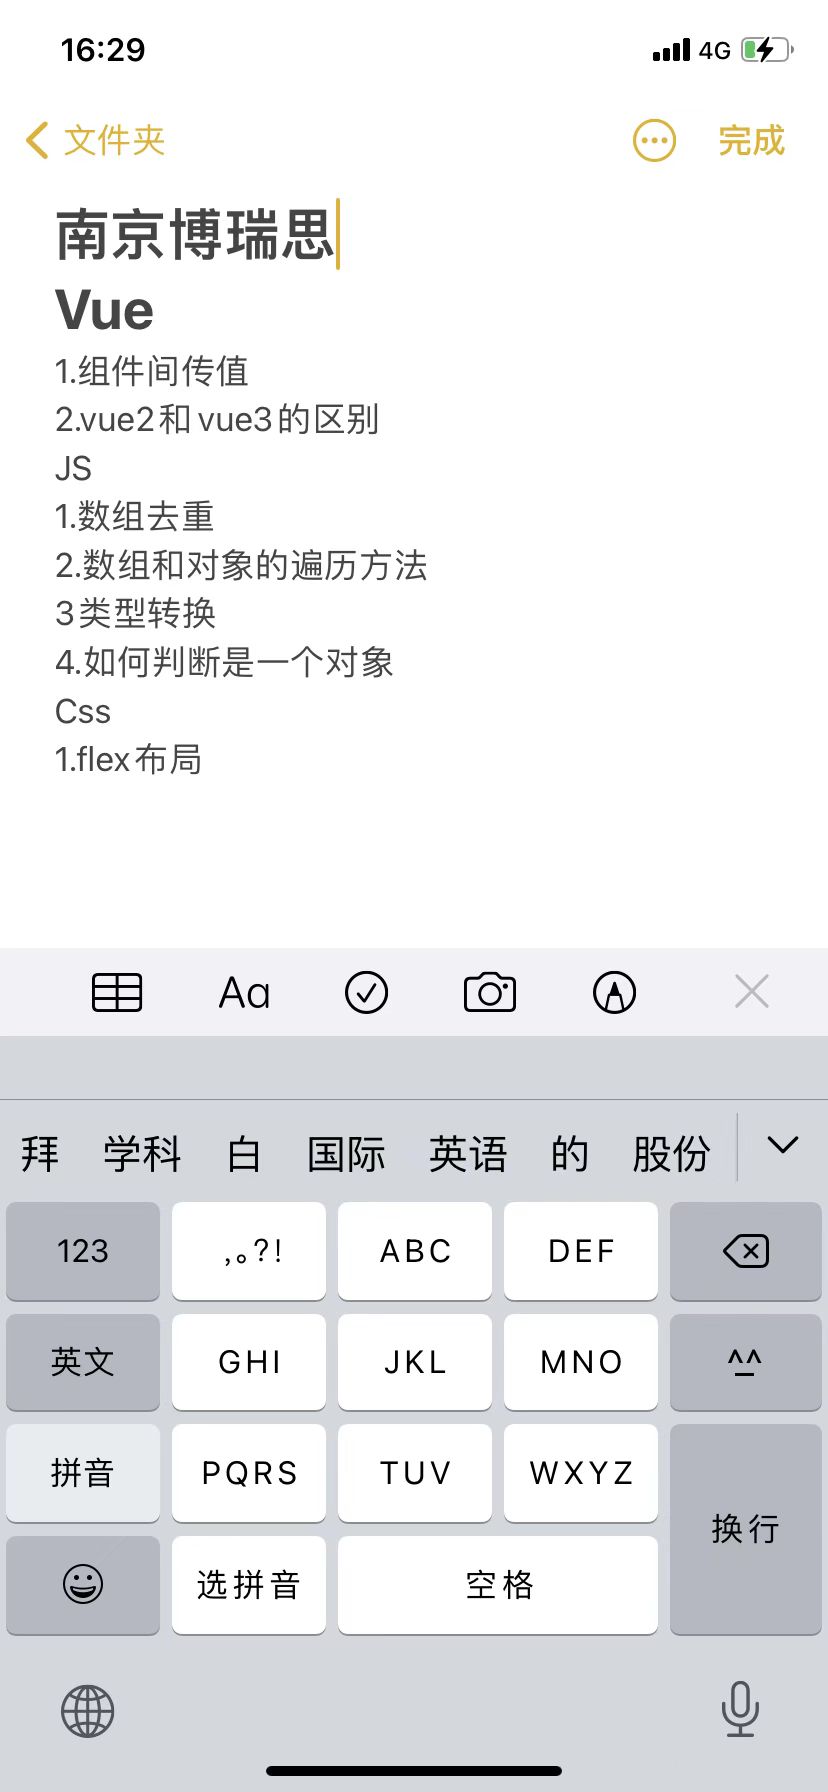 16:29 4G
文件夹 完成
南京博瑞思
Vue
1.组件间传值
2.vue2和vue3的区别
JS
1.数组去重
2.数组和对象的遍历方法
3类型转换
4.如何判断是一个对象
Css
1.flex布局
Aa
拜 学科 白 国际 英语 的 股份
123 ,。?! ABC DEF
英文 GHI JKL MNO ^^
拼音 PQRS TUV WXYZ
换行
选拼音 空格